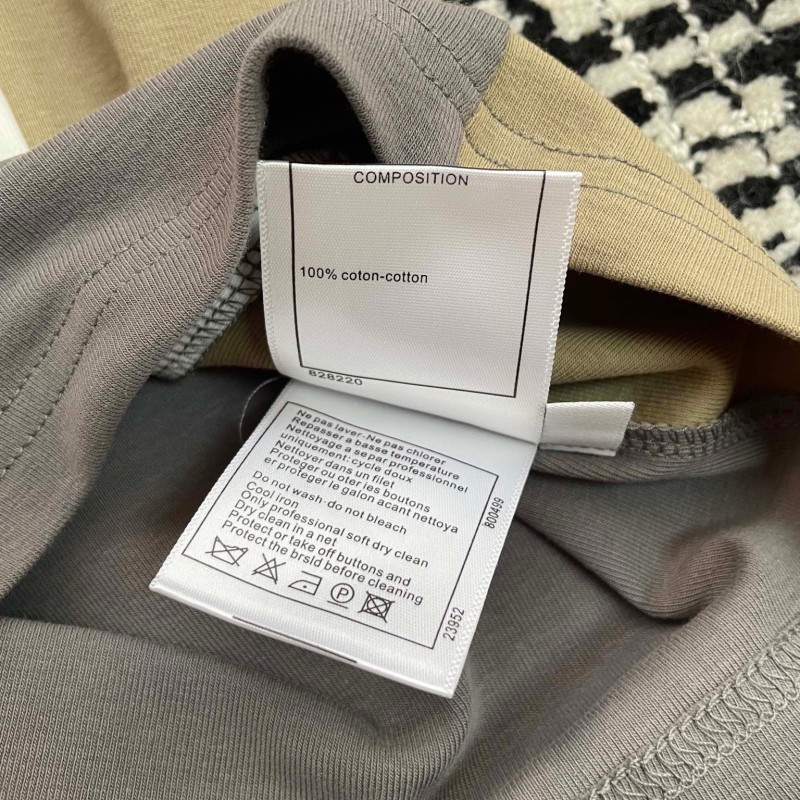 COMPOSITION
100% coton-cotton
828220
Ne pas laver-Ne pas chlorer
Repasser a basse temperature
Nettoyage a separ professionnel
uniquement:cycle doux
Nettoyer dans un filet
Proteger ou oter les boutons
er proteger le galon acant nettoya
Do not wash-do not bleach
Cool iron
Only professional soft dry clean
Dry clean in a net
Protect or take off buttons and
Protect the brsld before cleaning
P
800499
23952